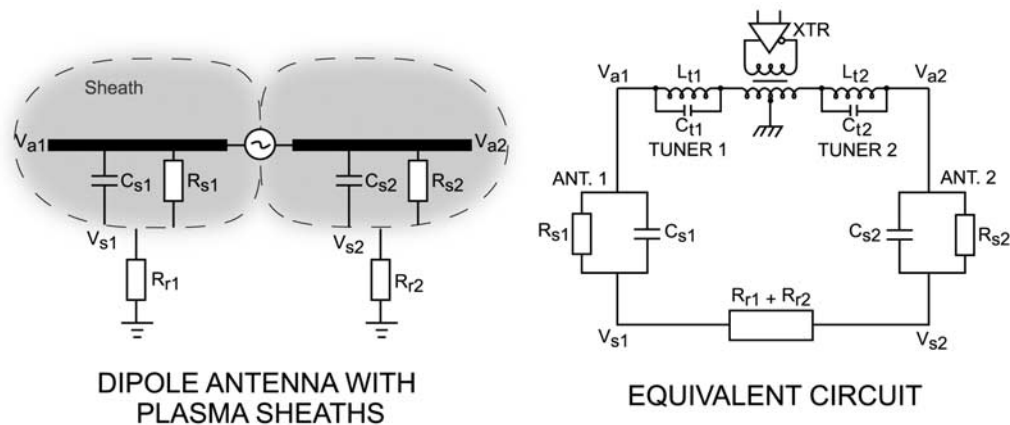 Sheath
Va1
Va2
Cs1
Rs1
Cs2
Rs2
Vs1
Vs2
Rr1
Rr2
DIPOLE ANTENNA WITH
PLASMA SHEATHS
XTR
Va1
Lt1
Lt2
Va2
Ct1
Ct2
TUNER 1
TUNER 2
ANT. 1
ANT. 2
Rs1
Cs1
Cs2
Rs2
Rr1 + Rr2
Vs1
Vs2
EQUIVALENT CIRCUIT